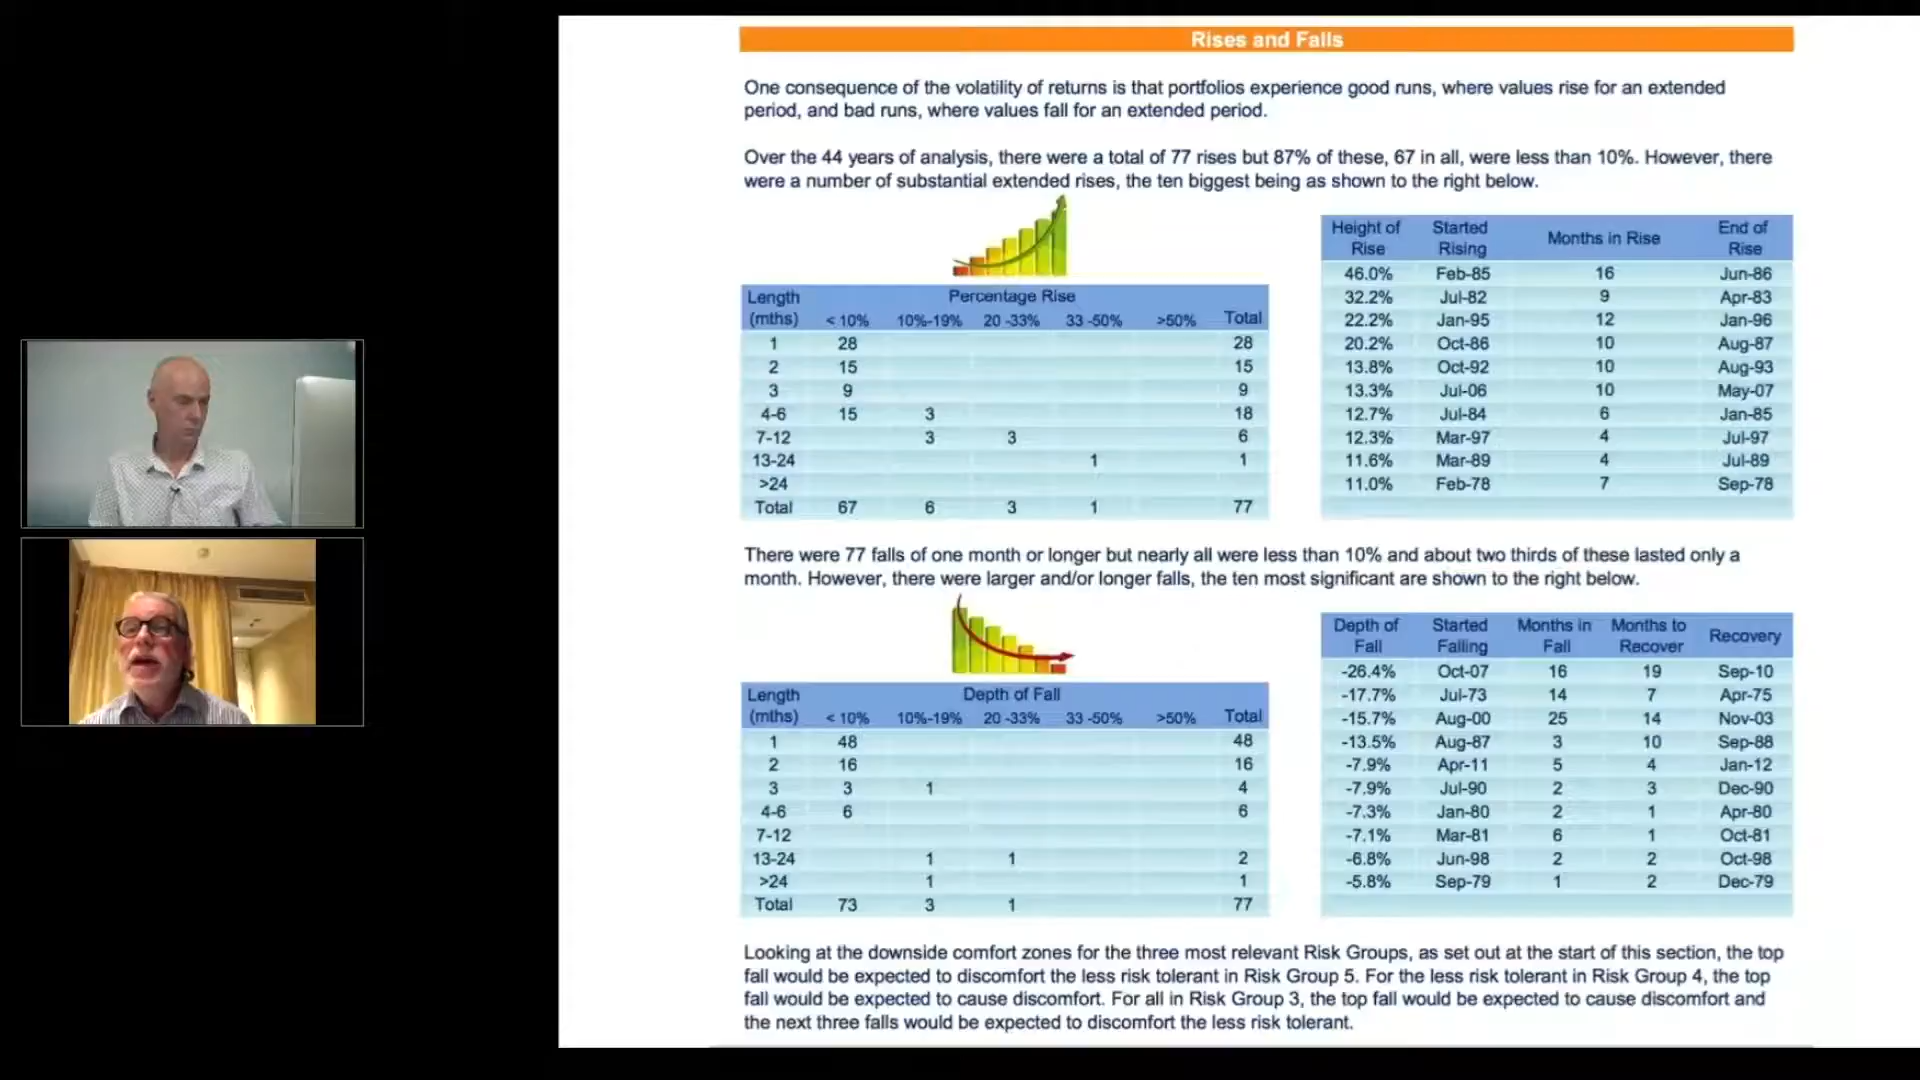 Rises and Falls
One consequence of the volatility of returns is that portfolios experience good runs, where values rise for an extended
period, and bad runs, where values fall for an extended period.
Over the 44 years of analysis, there were a total of 77 rises but 87% of these, 67 in all, were less than 10%. However, there
were a number of substantial extended rises, the ten biggest being as shown to the right below.
Length Percentage Rise
(mths) < 10% 10%-19% 20 -33% 33 -50% >50% Total
1 28 28
2 15 15
3 9 9
4-6 15 3 18
7-12 3 3 6
13-24 1 1
>24
Total 67 6 3 1 77
Height of Started Months in Rise End of
Rise Rising Rise
46.0% Feb-85 16 Jun-86
32.2% Jul-82 9 Apr-83
22.2% Jan-95 12 Jan-96
20.2% Oct-86 10 Aug-87
13.8% Oct-92 10 Aug-93
13.3% Jul-06 10 May-07
12.7% Jul-84 6 Jan-85
12.3% Mar-97 4 Jul-97
11.6% Mar-89 4 Jul-89
11.0% Feb-78 7 Sep-78
There were 77 falls of one month or longer but nearly all were less than 10% and about two thirds of these lasted only a
month. However, there were larger and/or longer falls, the ten most significant are shown to the right below.
Length Depth of Fall
(mths) < 10% 10%-19% 20 -33% 33 -50% >50% Total
1 48 48
2 16 16
3 3 1 4
4-6 6 6
7-12
13-24 1 1 2
>24 1 1
Total 73 3 1 77
Depth of Started Months in Months to Recovery
Fall Falling Fall Recover
-26.4% Oct-07 16 19 Sep-10
-17.7% Jul-73 14 7 Apr-75
-15.7% Aug-00 25 14 Nov-03
-13.5% Aug-87 3 10 Sep-88
-7.9% Apr-11 5 4 Jan-12
-7.9% Jul-90 2 3 Dec-90
-7.3% Jan-80 2 1 Apr-80
-7.1% Mar-81 6 1 Oct-81
-6.8% Jun-98 2 2 Oct-98
-5.8% Sep-79 1 2 Dec-79
Looking at the downside comfort zones for the three most relevant Risk Groups, as set out at the start of this section, the top
fall would be expected to discomfort the less risk tolerant in Risk Group 5. For the less risk tolerant in Risk Group 4, the top
fall would be expected to cause discomfort. For all in Risk Group 3, the top fall would be expected to cause discomfort and
the next three falls would be expected to discomfort the less risk tolerant.